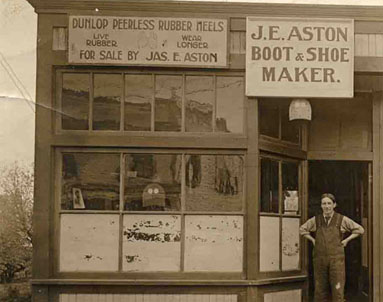 DUNLOP PEERLESS RUBBER HEELS
LIVE WEAR
RUBBER. LONGER
FOR SALE BY JAS. E. ASTON
J.E. ASTON
BOOT & SHOE
MAKER.